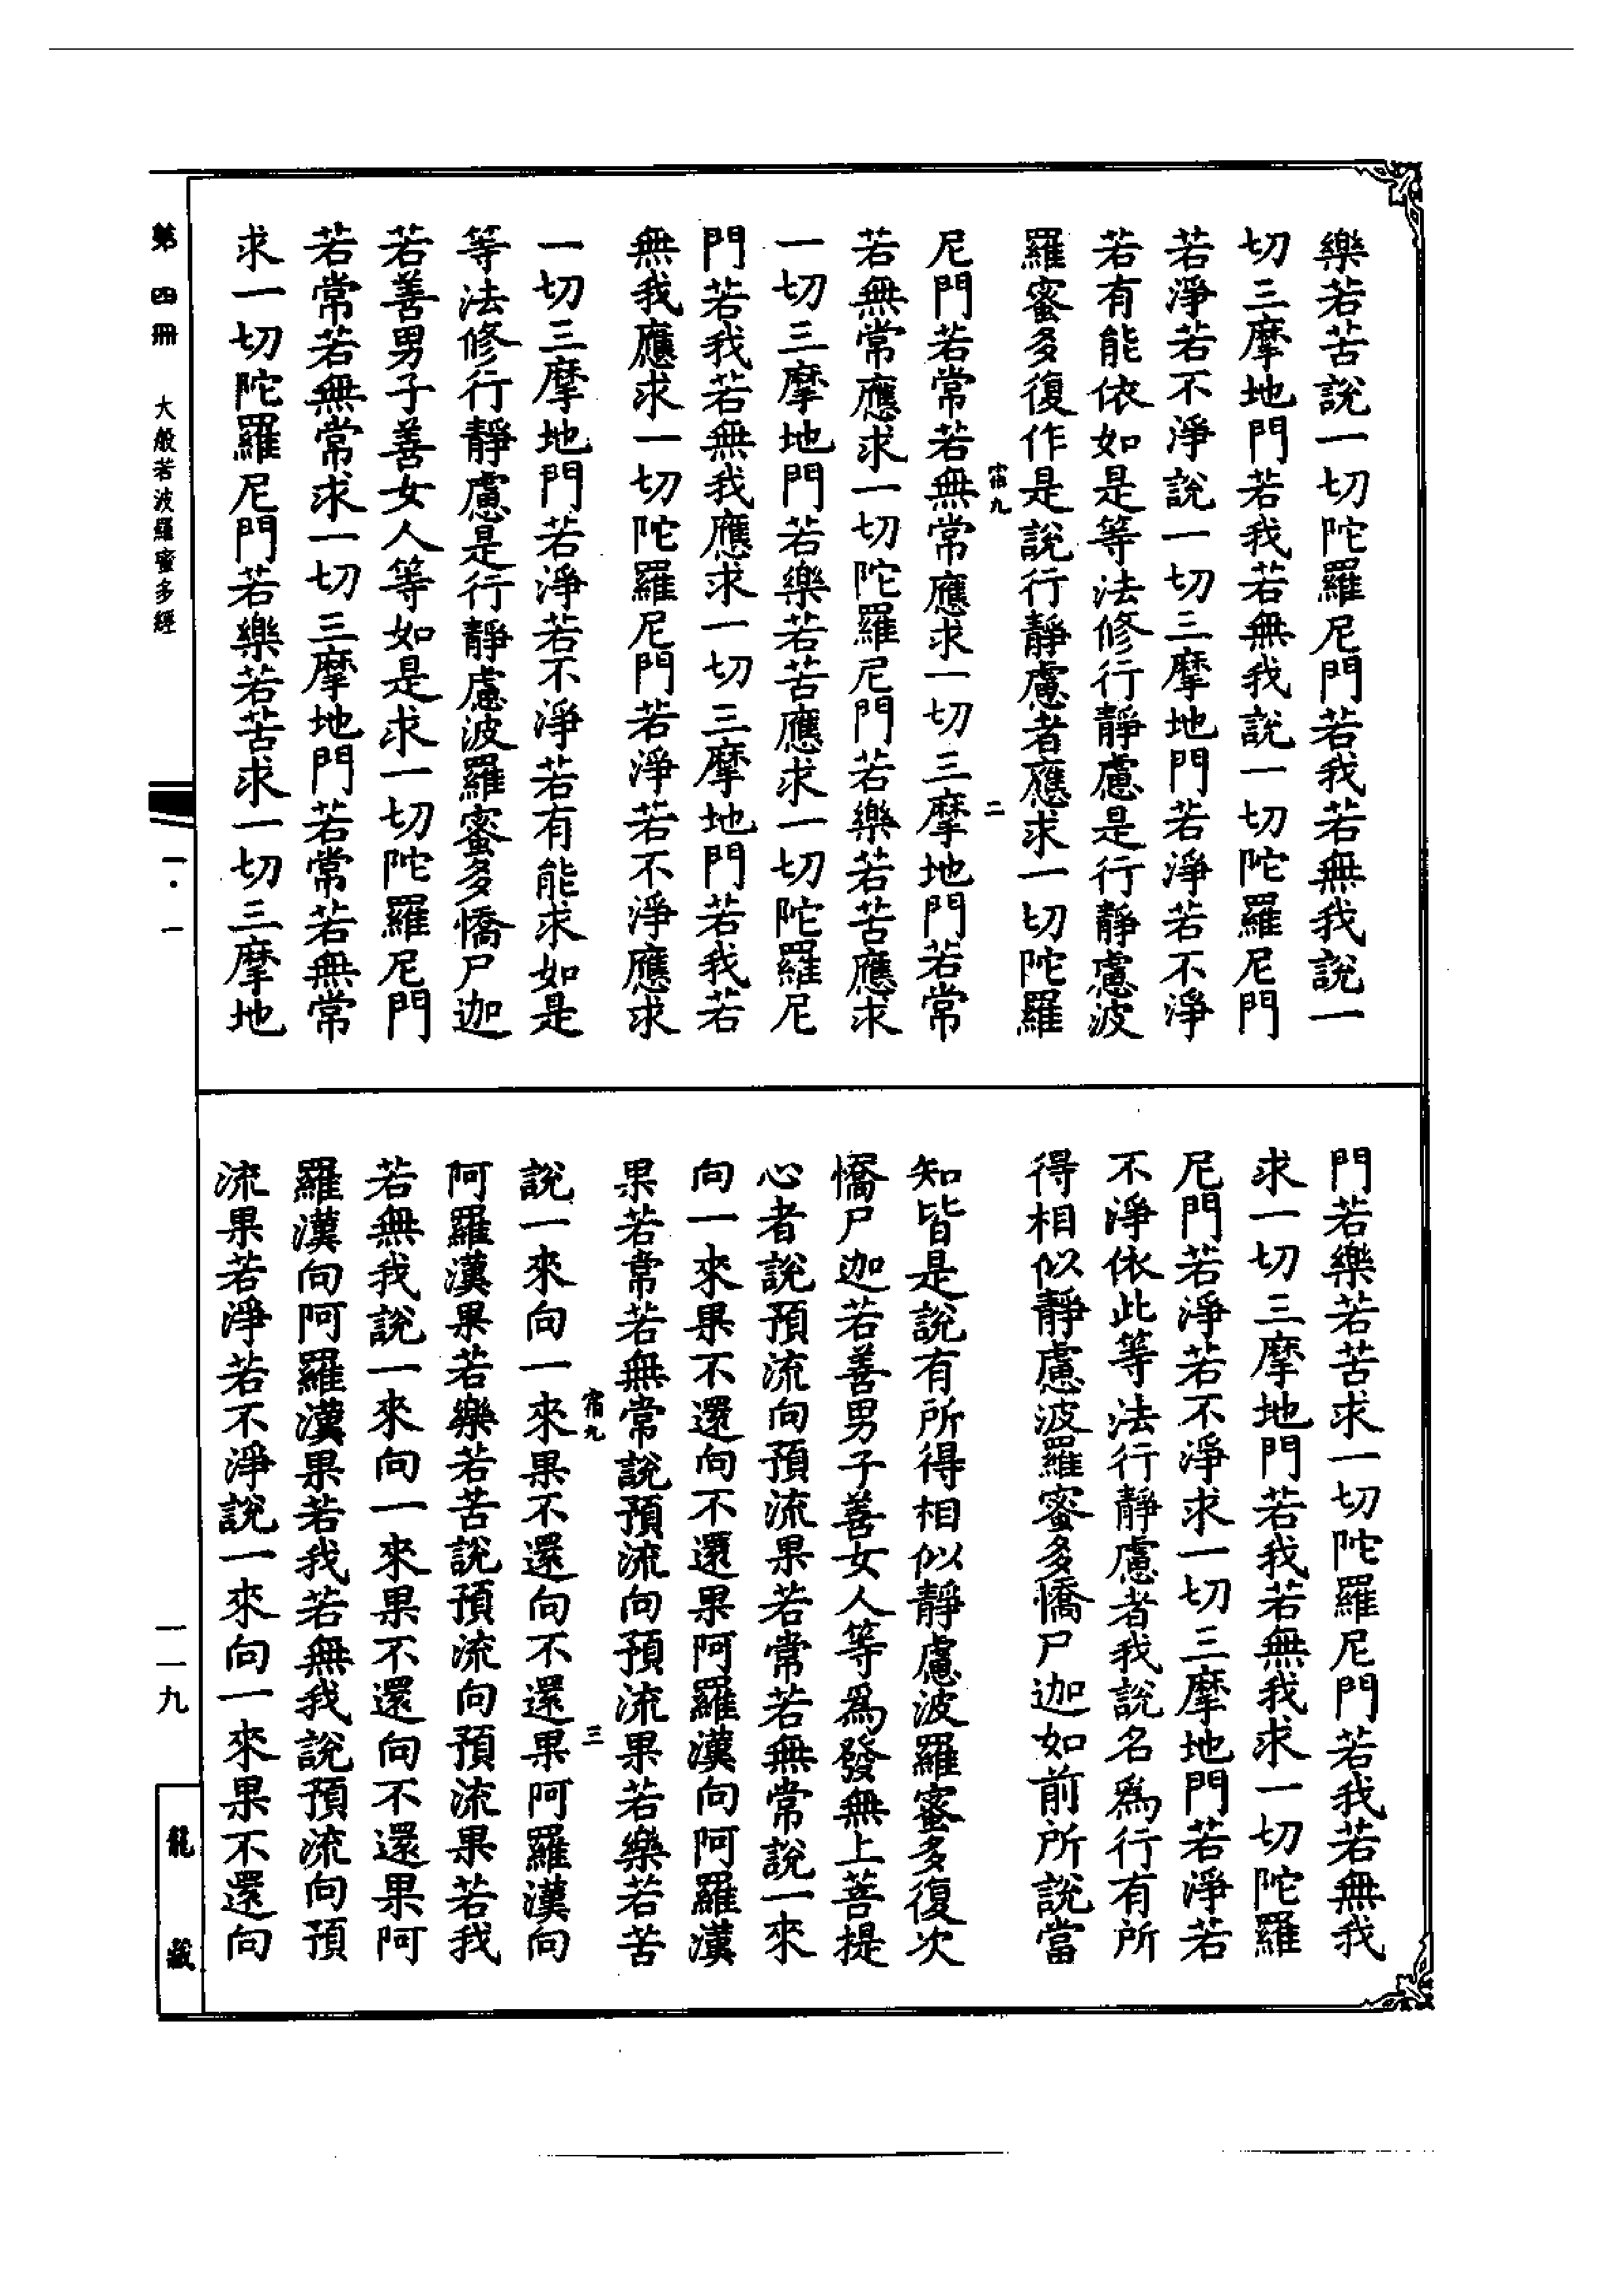 樂若苦說一切陀羅尼門若我若無我說一
切三摩地門若我若無我說一切陀羅尼門
若淨若不淨說一切三摩地門若淨若不淨
若有能依如是等法修行靜慮是行靜慮波
羅蜜多復作是說行靜慮者應求一切陀羅
宿九 二
尼門若常若無常應求一切三摩地門若常
若無常應求一切陀羅尼門若樂若苦應求
一切三摩地門若樂若苦應求一切陀羅尼
門若我若無我應求一切三摩地門若我若
無我應求一切陀羅尼門若淨若不淨應求
一切三摩地門若淨若不淨若有能求如是
等法修行靜慮是行靜慮波羅蜜多憍尸迦
若善男子善女人等如是求一切陀羅尼門
若常若無常求一切三摩地門若常若無常
求一切陀羅尼門若樂若苦求一切三摩地
門若樂若苦求一切陀羅尼門若我若無我
求一切三摩地門若我若無我求一切陀羅
尼門若淨若不淨求一切三摩地門若淨若
不淨依此等法行靜慮者我說名為行有所
得相似靜慮波羅蜜多憍尸迦如前所說當
知皆是說有所得相似靜慮波羅蜜多復次
憍尸迦若善男子善女人等為發無上菩提
心者說預流向預流果若常若無常說一來
向一來果不還向不還果阿羅漢向阿羅漢
果若常若無常說預流向預流果若樂若苦
宿九 三
說一來向一來果不還向不還果阿羅漢向
阿羅漢果若樂若苦說預流向預流果若我
若無我說一來向一來果不還向不還果阿
羅漢向阿羅漢果若我若無我說預流向預
流果若淨若不淨說一來向一來果不還向
第四冊 大般若波羅蜜多經
一·一
一一九
龍藏